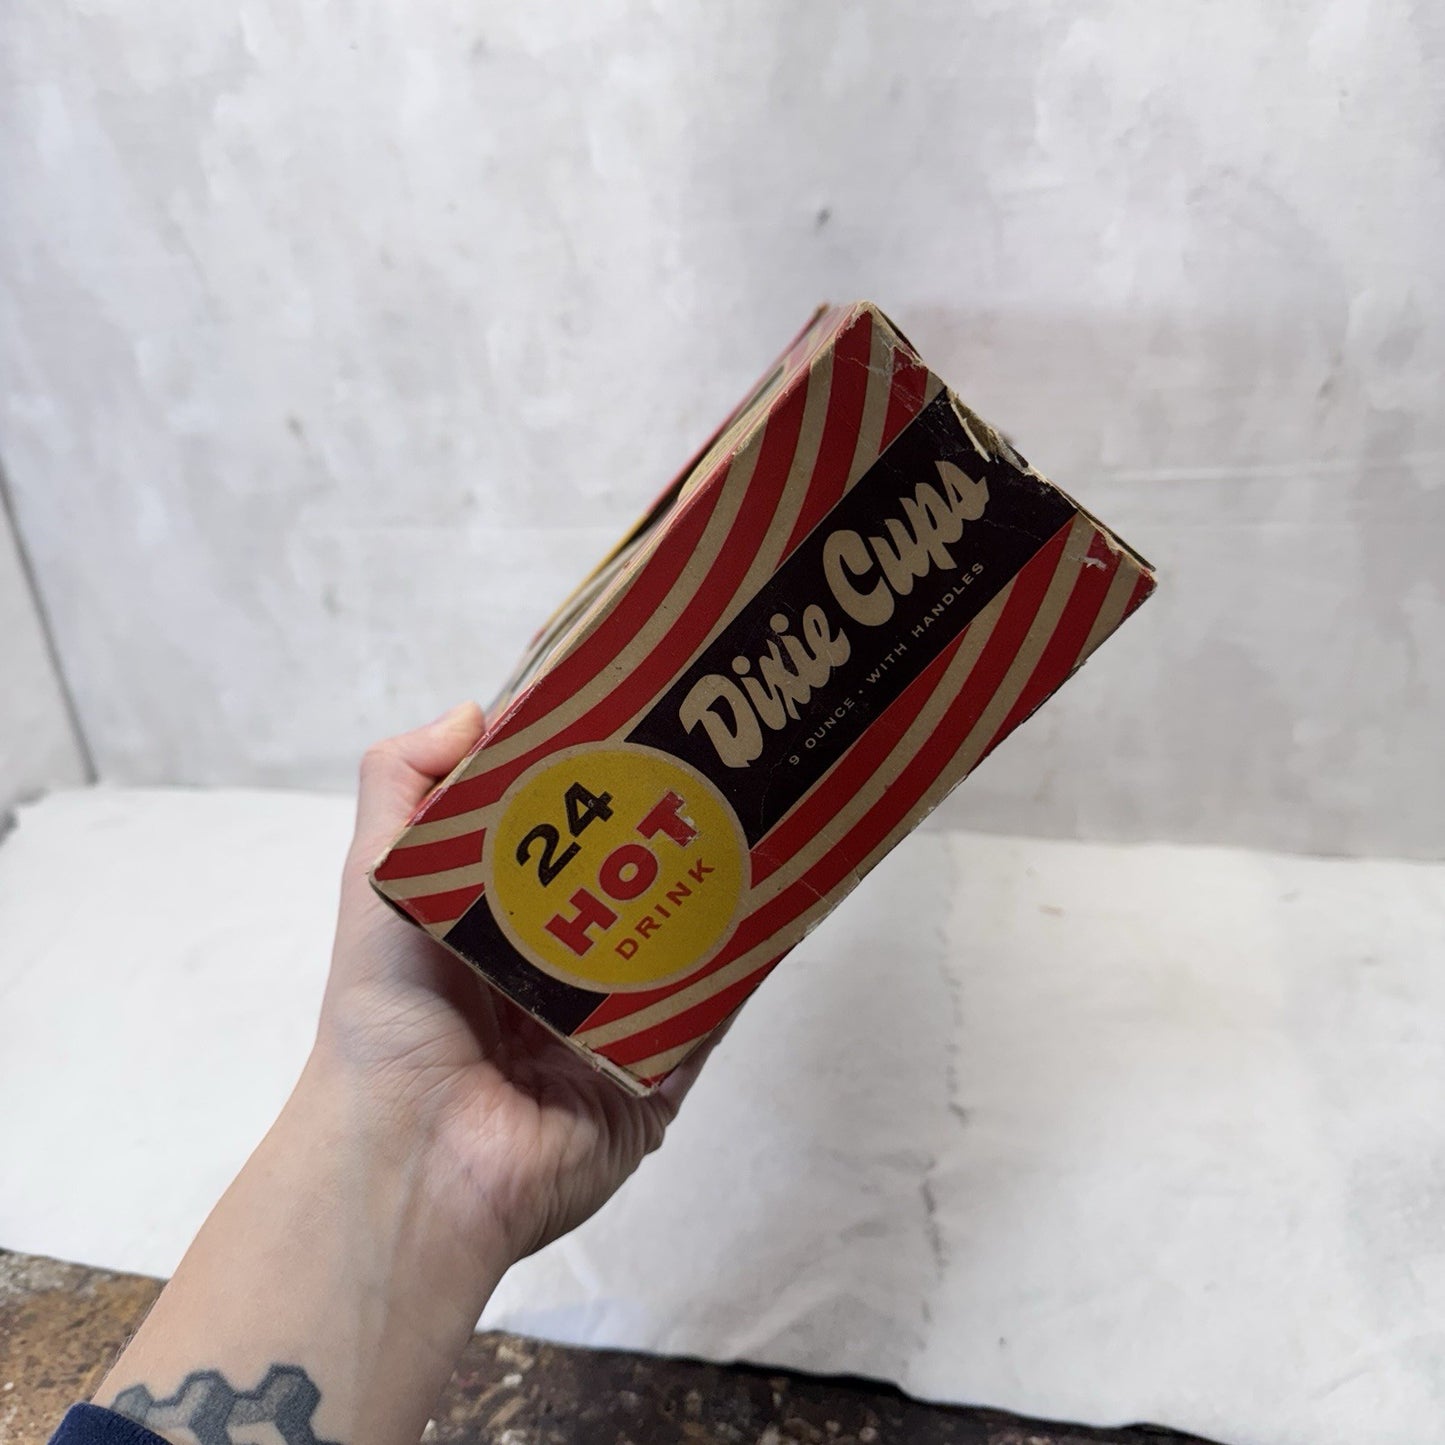 Dixie Cups
9 OUNCE • WITH HANDLES
24
HOT
DRINK